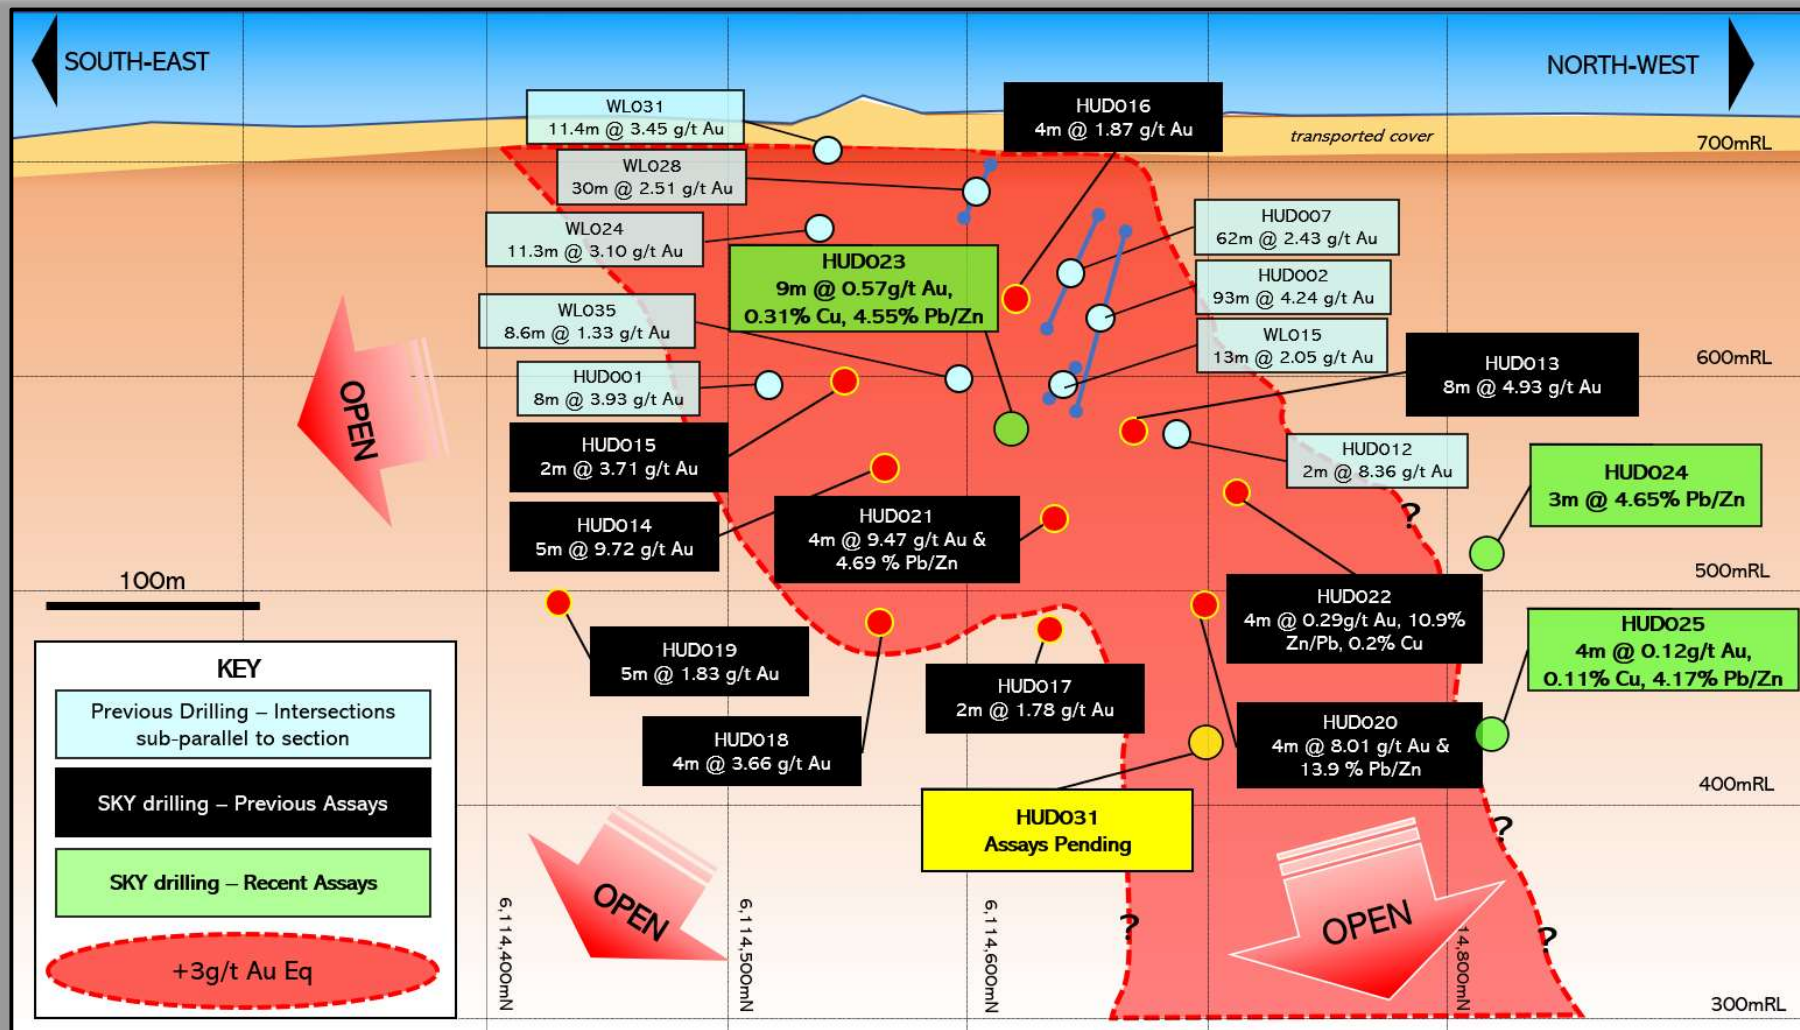 SOUTH-EAST
NORTH-WEST
WL031
11.4m @ 3.45 g/t Au
HUD016
4m @ 1.87 g/t Au
transported cover
700mRL
WL028
30m @ 2.51 g/t Au
WL024
11.3m @ 3.10 g/t Au
HUD007
62m @ 2.43 g/t Au
HUD023
9m @ 0.57g/t Au,
0.31% Cu, 4.55% Pb/Zn
HUD002
93m @ 4.24 g/t Au
WL035
8.6m @ 1.33 g/t Au
WL015
13m @ 2.05 g/t Au
600mRL
HUD001
8m @ 3.93 g/t Au
HUD013
8m @ 4.93 g/t Au
OPEN
HUD015
2m @ 3.71 g/t Au
HUD012
2m @ 8.36 g/t Au
HUD024
3m @ 4.65% Pb/Zn
?
HUD014
5m @ 9.72 g/t Au
HUD021
4m @ 9.47 g/t Au &
4.69 % Pb/Zn
100m
500mRL
HUD022
4m @ 0.29g/t Au, 10.9%
Zn/Pb, 0.2% Cu
HUD025
4m @ 0.12g/t Au,
0.11% Cu, 4.17% Pb/Zn
HUD019
5m @ 1.83 g/t Au
HUD017
2m @ 1.78 g/t Au
HUD018
4m @ 3.66 g/t Au
HUD020
4m @ 8.01 g/t Au &
13.9 % Pb/Zn
400mRL
HUD031
Assays Pending
?
OPEN
OPEN
?
?
6,114,400mN
6,114,500mN
6,114,600mN
14,800mN
300mRL
KEY
Previous Drilling – Intersections
sub-parallel to section
SKY drilling – Previous Assays
SKY drilling – Recent Assays
+3g/t Au Eq